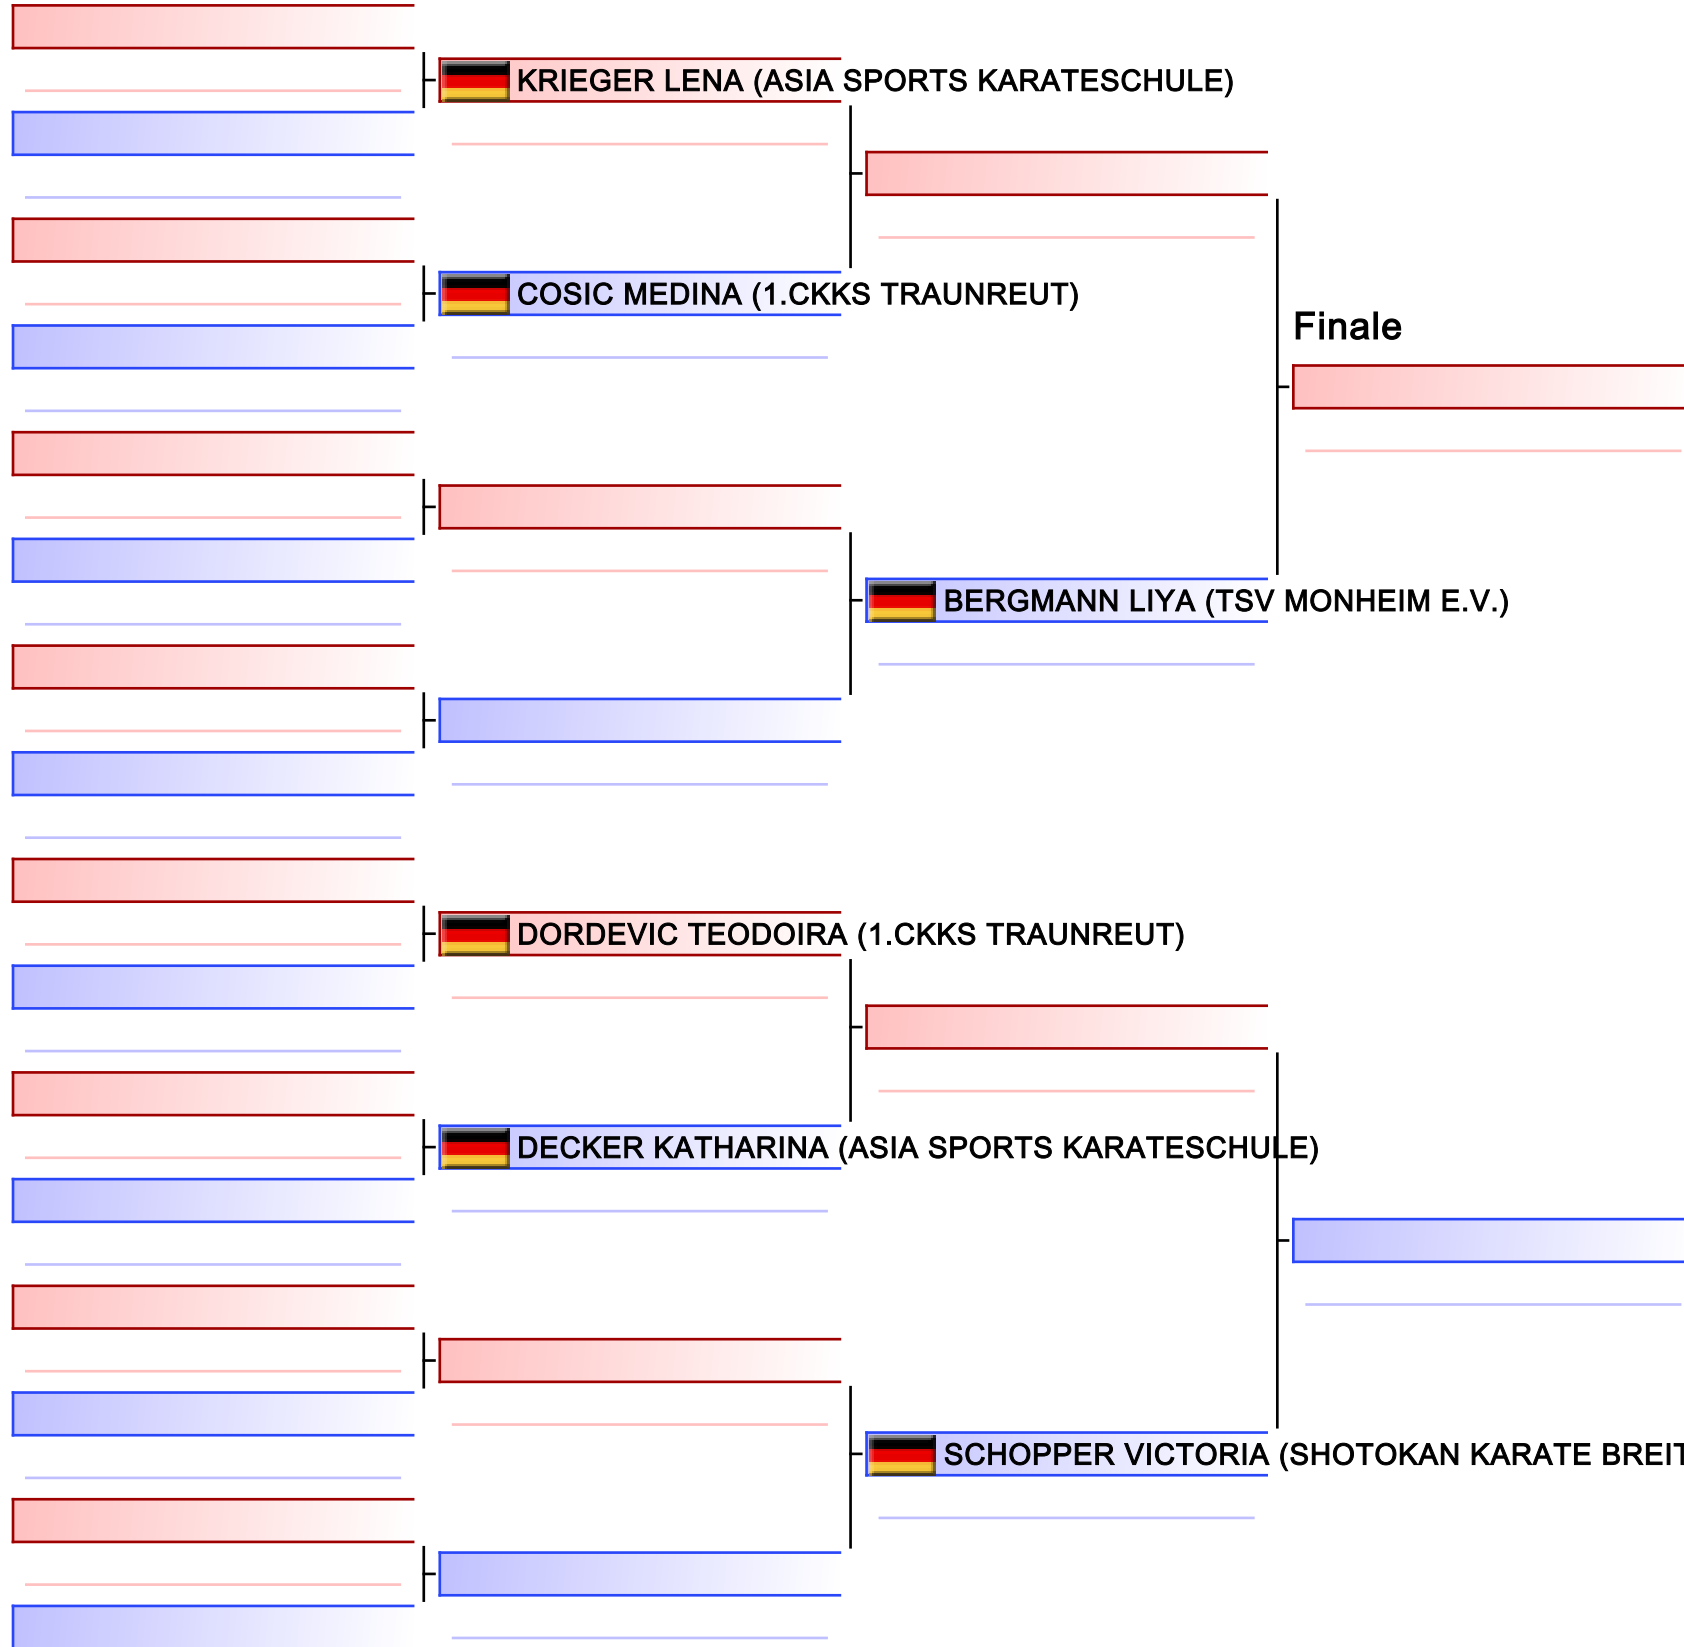 KRIEGER LENA (ASIA SPORTS KARATESCHULE)
COSIC MEDINA (1.CKKS TRAUNREUT)
Finale
BERGMANN LIYA (TSV MONHEIM E.V.)
DORDEVIC TEODOIRA (1.CKKS TRAUNREUT)
DECKER KATHARINA (ASIA SPORTS KARATESCHULE)
SCHOPPER VICTORIA (SHOTOKAN KARATE BREIT